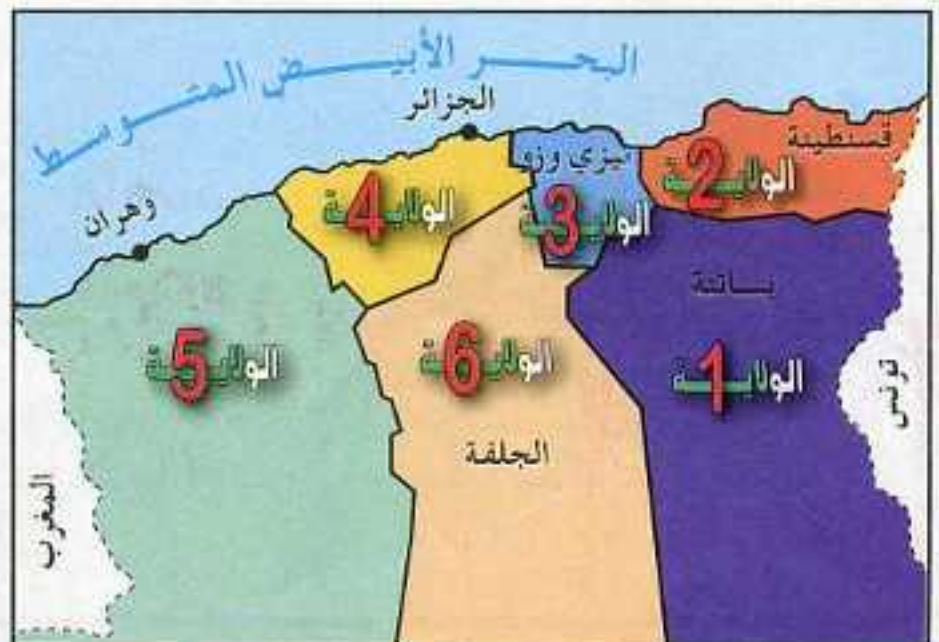 البحر الأبيض المتوسط
الجزائر
وهران
قسنطينة
تيزي وزو
الولاية 2
الولاية 3
الولاية 4
باتنة
الولاية 1
الولاية 6
الولاية 5
الجلفة
تونس
المغرب